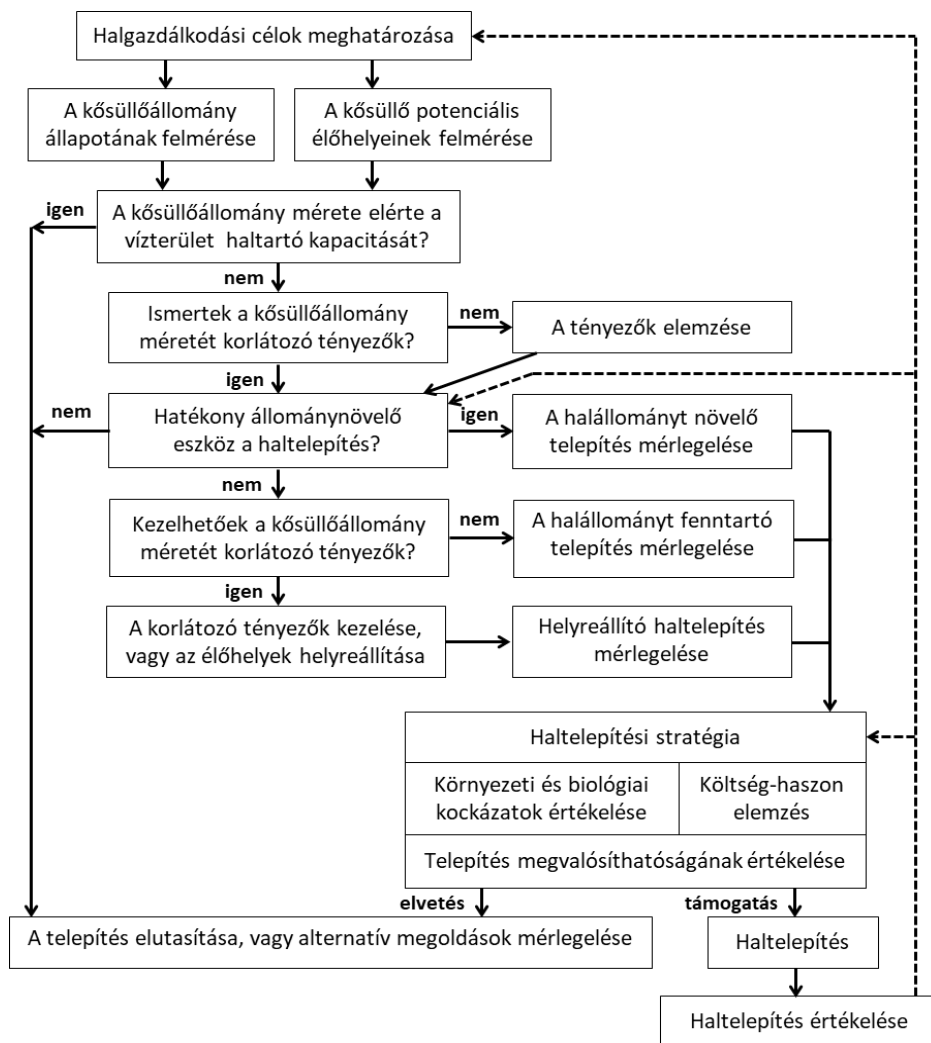 Halgazdálkodási célok meghatározása
A kősüllőállomány
állapotának felmérése
A kősüllő potenciális
élőhelyeinek felmérése
igen
A kősüllőállomány mérete elérte a
vízterület haltartó kapacitását?
nem
Ismertek a kősüllőállomány
méretét korlátozó tényezők?
nem
A tényezők elemzése
igen
nem
Hatékony állománynövelő
eszköz a haltelepítés?
igen
A halállományt növelő
telepítés mérlegelése
nem
Kezelhetőek a kősüllőállomány
méretét korlátozó tényezők?
nem
A halállományt fenntartó
telepítés mérlegelése
igen
A korlátozó tényezők kezelése,
vagy az élőhelyek helyreállítása
Helyreállító haltelepítés
mérlegelése
Haltelepítési stratégia
Környezeti és biológiai
kockázatok értékelése
Költség-haszon
elemzés
Telepítés megvalósíthatóságának értékelése
elvetés
támogatás
A telepítés elutasítása, vagy alternatív megoldások mérlegelése
Haltelepítés
Haltelepítés értékelése